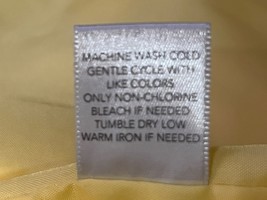 MACHINE WASH COLD
GENTLE CYCLE WITH
LIKE COLORS
ONLY NON-CHLORINE
BLEACH IF NEEDED
TUMBLE DRY LOW
WARM IRON IF NEEDED